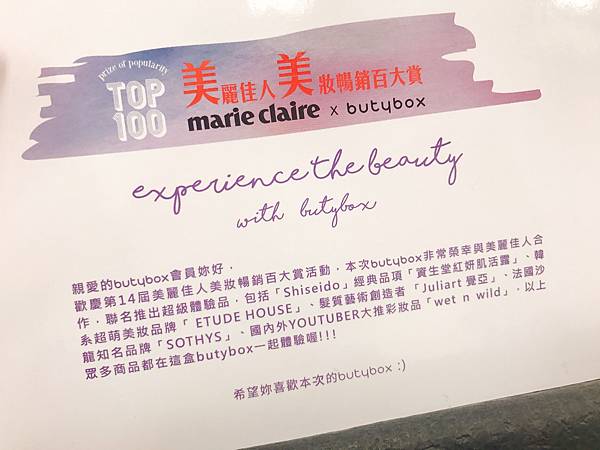 prize of popularity
TOP
100
美麗佳人美妝暢銷百大賞
marie claire x butybox
experience the beauty
with butybox
親愛的butybox會員妳好，
歡慶第14屆美麗佳人美妝暢銷百大賞活動，本次butybox非常榮幸與美麗佳人合
作，聯名推出超級體驗品，包括「Shiseido」經典品項「資生堂紅妍肌活露」、韓
系超萌美妝品牌「 ETUDE HOUSE」、髮質藝術創造者 「Juliart 覺亞」、法國沙
龍知名品牌「SOTHYS」、國內外YOUTUBER大推彩妝品「wet n wild」，以上
眾多商品都在這盒butybox一起體驗喔!!!
希望妳喜歡本次的butybox :)